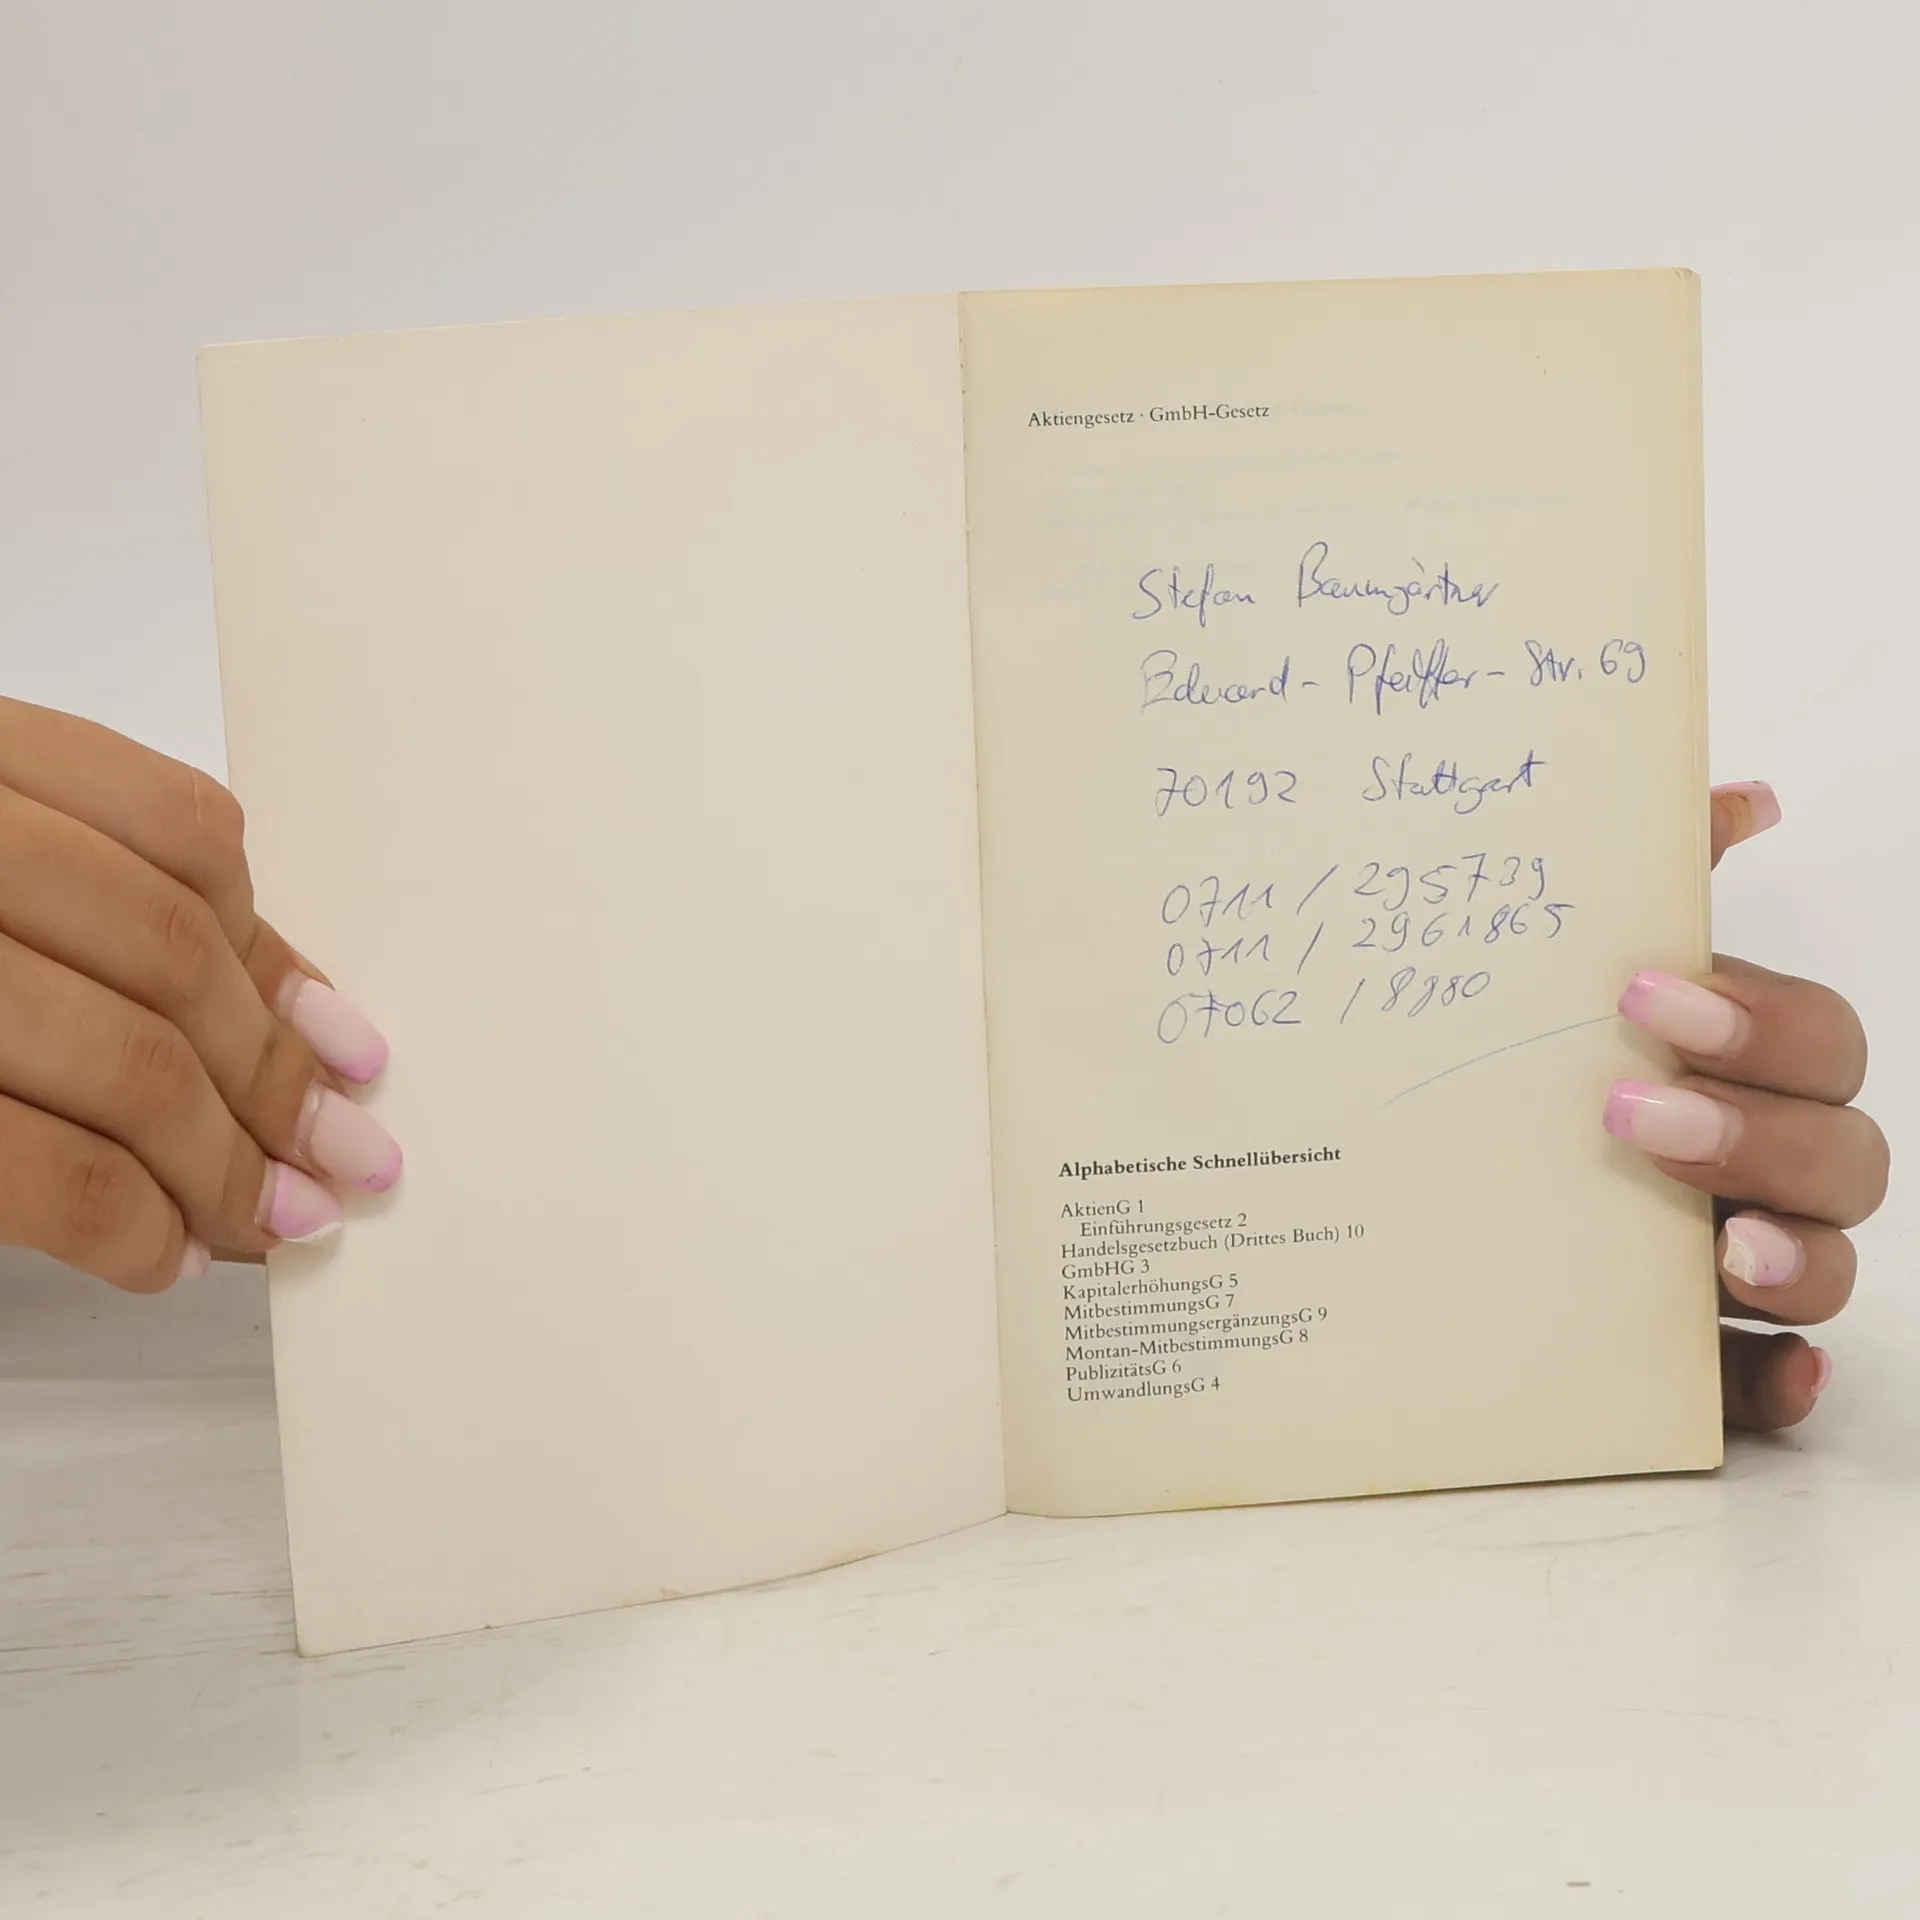 Aktiengesetz · GmbH-Gesetz
Stefan Baumgärtner
Eduard-Pfeiffer-Str. 69
70192 Stuttgart
0711 / 295739
0711 / 2961865
07062 / 8980
Alphabetische Schnellübersicht
AktienG 1
Einführungsgesetz 2
Handelsgesetzbuch (Drittes Buch) 10
GmbHG 3
KapitalerhöhungsG 5
MitbestimmungsG 7
MitbestimmungsergänzungsG 9
Montan-MitbestimmungsG 8
PublizitätsG 6
UmwandlungsG 4